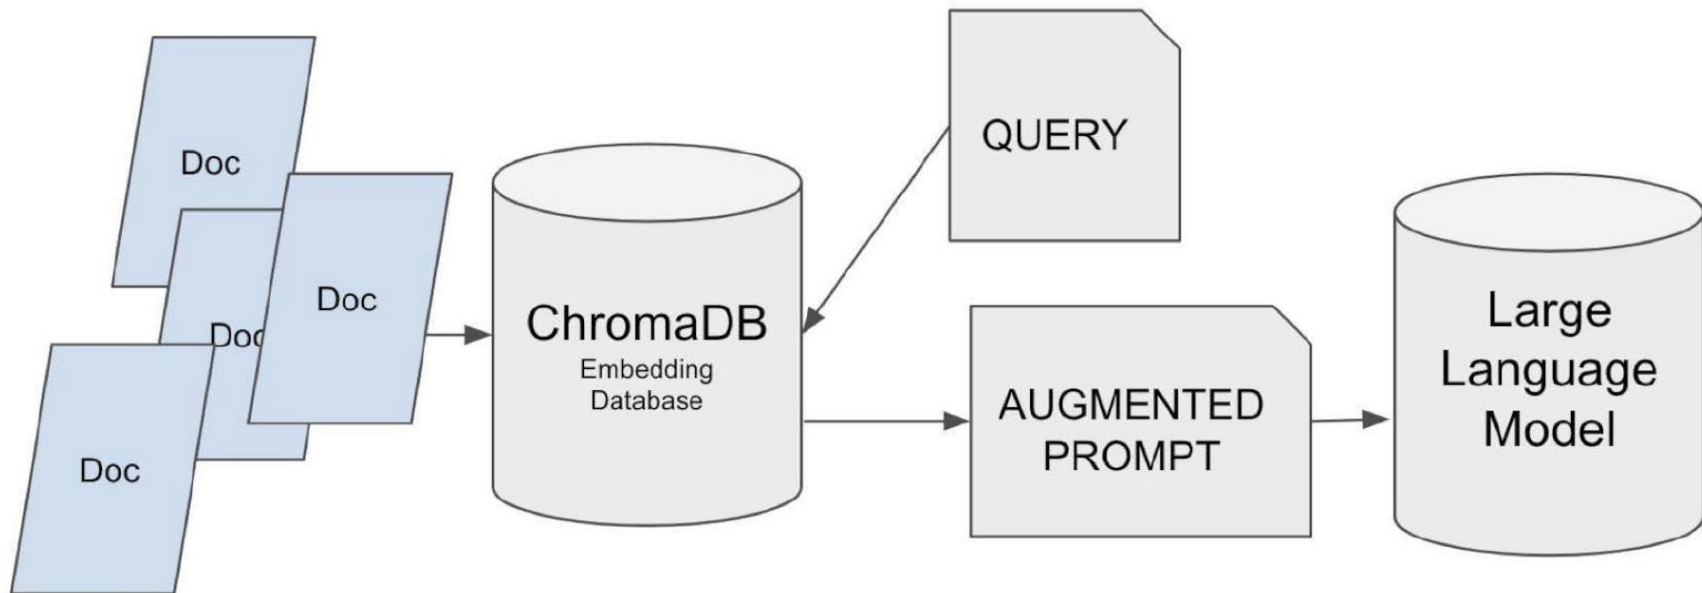 Doc
Doc
Doc
Doc
ChromaDB
Embedding
Database
QUERY
AUGMENTED
PROMPT
Large
Language
Model